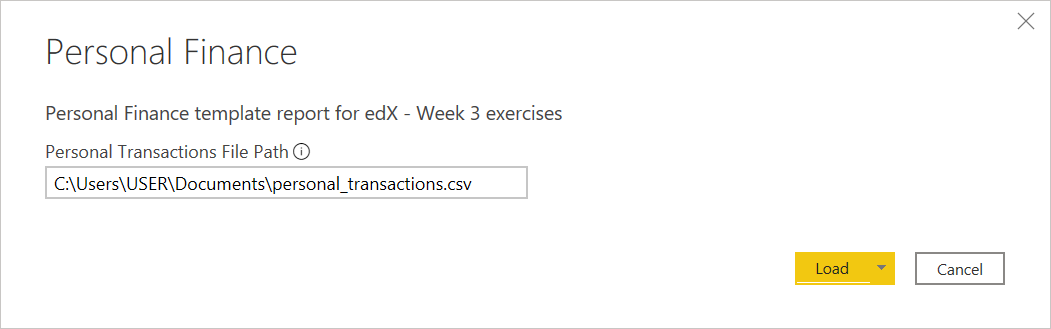 Personal Finance
Personal Finance template report for edX - Week 3 exercises
Personal Transactions File Path
C:\Users\USER\Documents\personal_transactions.csv
Load
Cancel